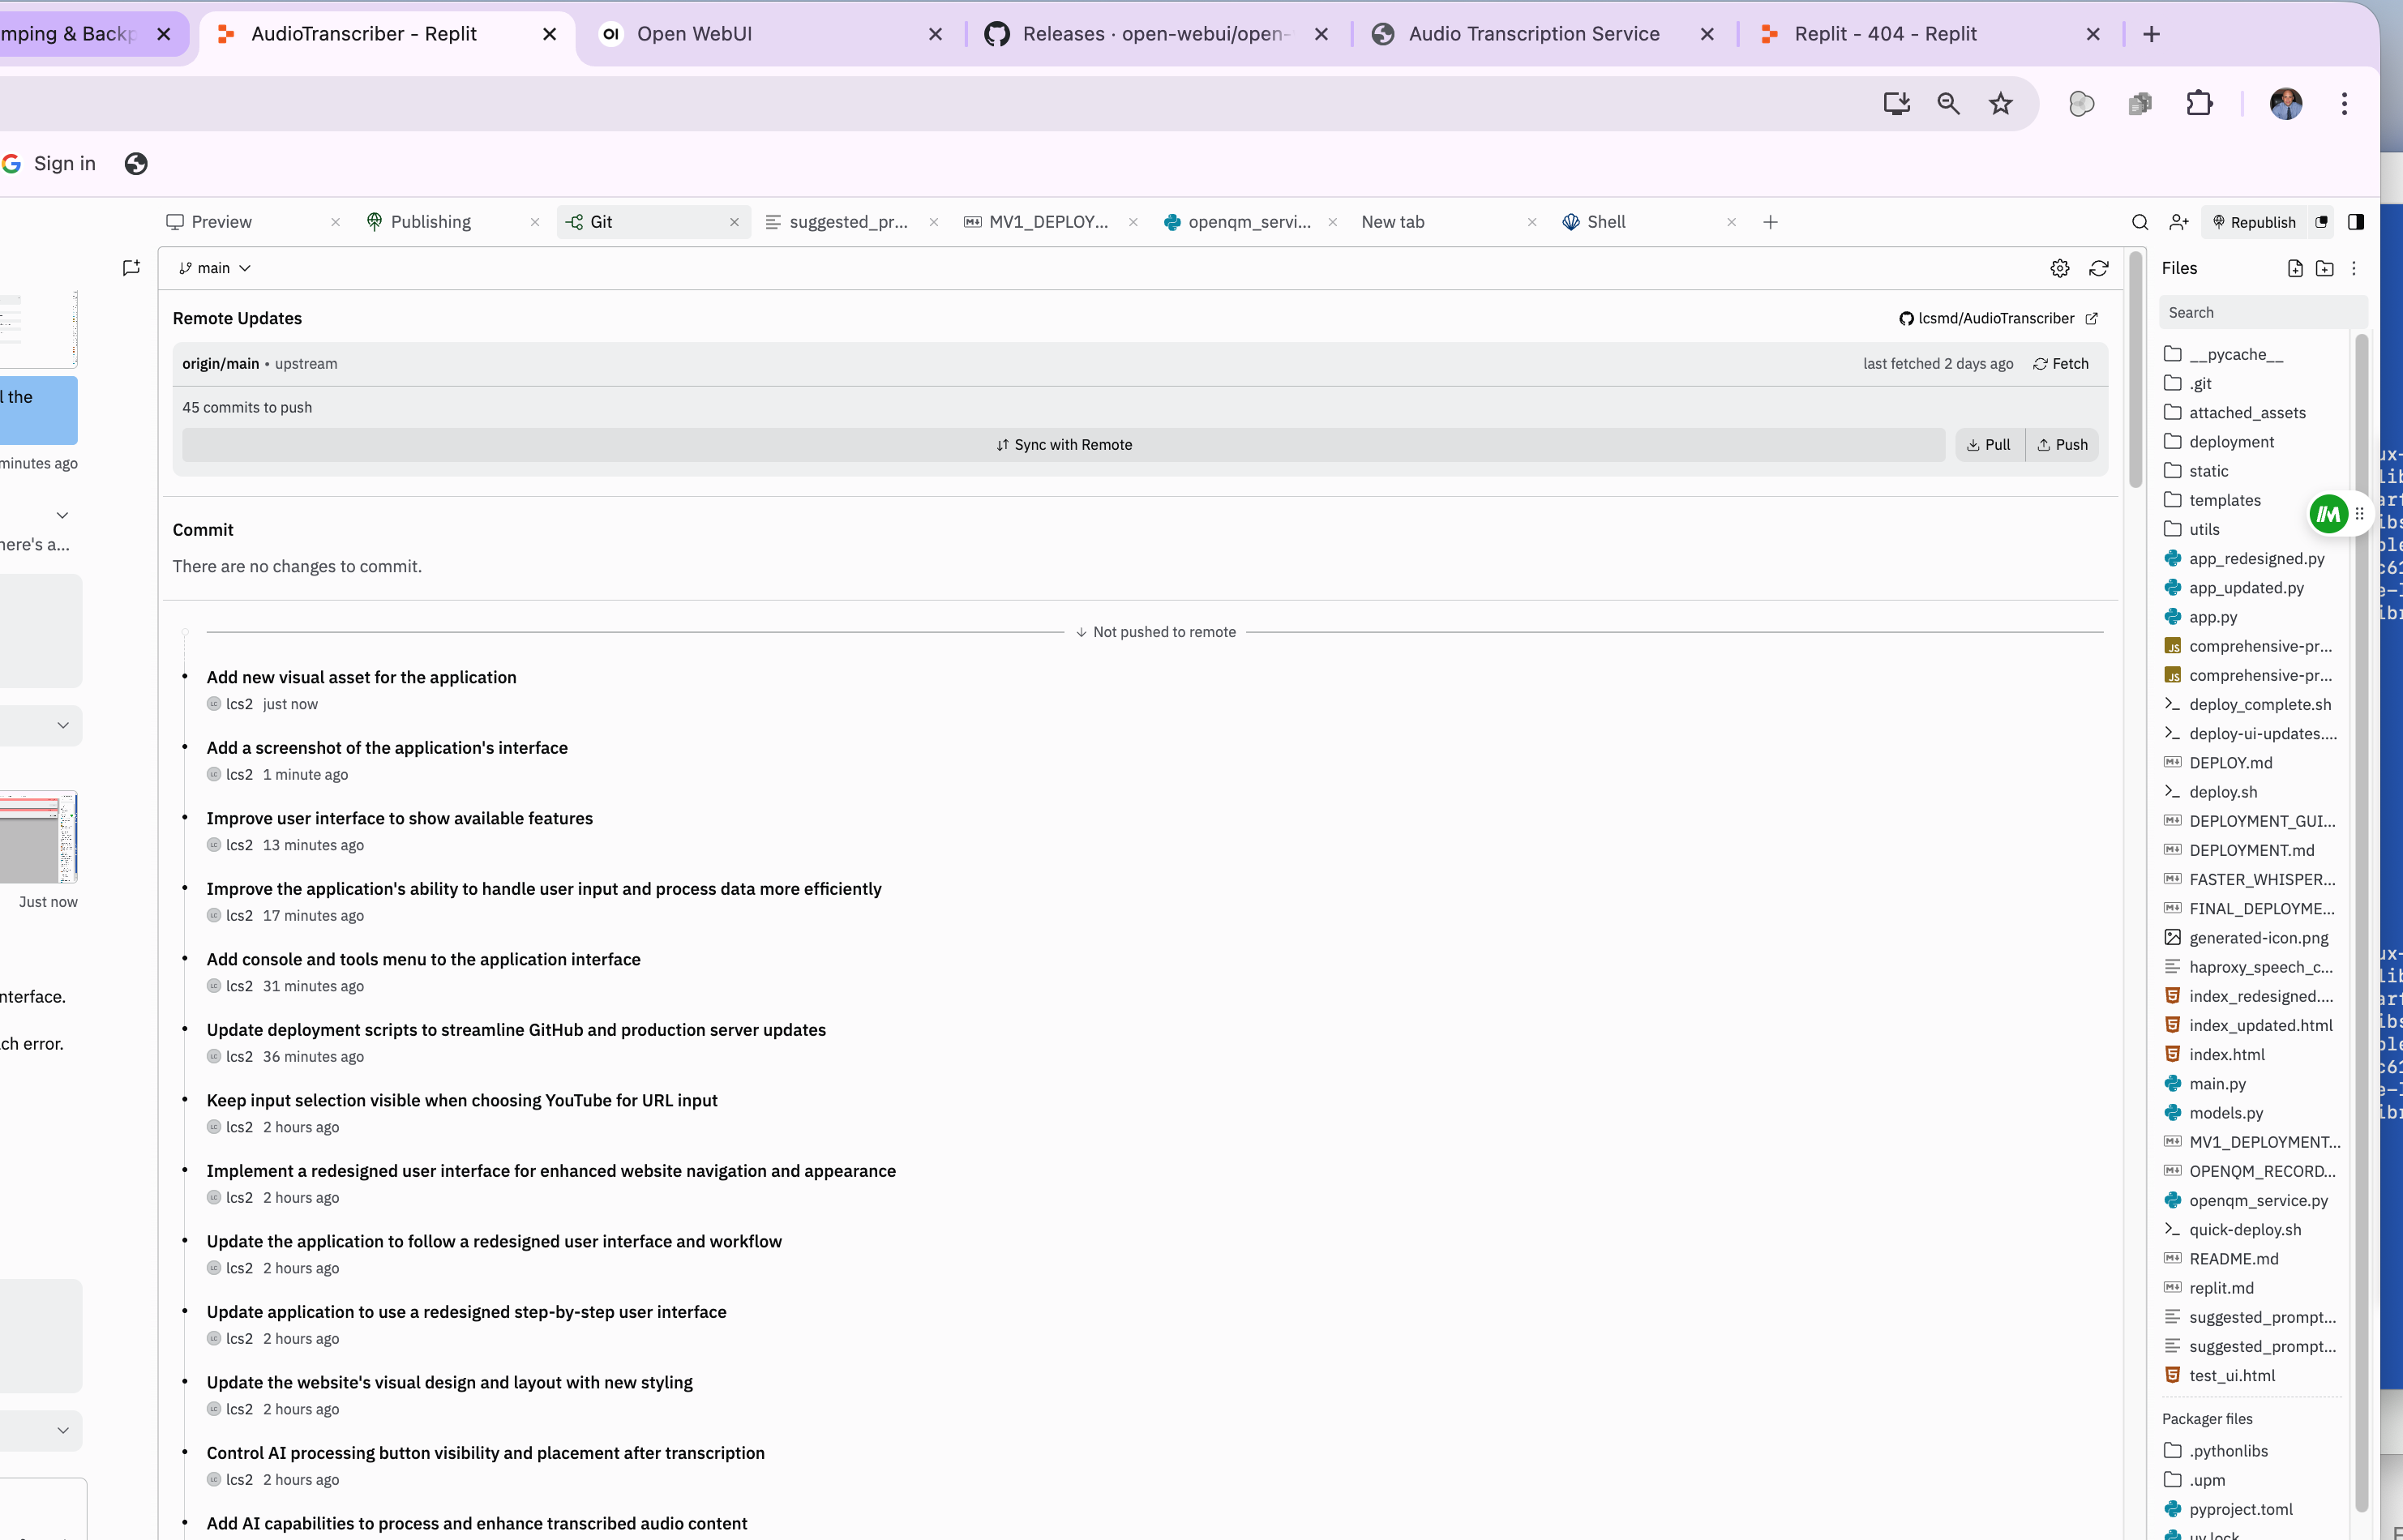 mping & Backp
AudioTranscriber - Replit
OI
Open WebUI
Releases · open-webui/open-
Audio Transcription Service
Replit - 404 - Replit
Sign in
Preview
Publishing
Git
suggested_pr...
MV1_DEPLOY...
openqm_servi...
New tab
Shell
Republish
main
Files
Search
Remote Updates
lcsmd/AudioTranscriber
origin/main • upstream
last fetched 2 days ago
Fetch
45 commits to push
Sync with Remote
Pull
Push
Commit
There are no changes to commit.
Not pushed to remote
Add new visual asset for the application
LC lcs2 just now
Add a screenshot of the application's interface
LC lcs2 1 minute ago
Improve user interface to show available features
LC lcs2 13 minutes ago
Improve the application's ability to handle user input and process data more efficiently
LC lcs2 17 minutes ago
Add console and tools menu to the application interface
LC lcs2 31 minutes ago
Update deployment scripts to streamline GitHub and production server updates
LC lcs2 36 minutes ago
Keep input selection visible when choosing YouTube for URL input
LC lcs2 2 hours ago
Implement a redesigned user interface for enhanced website navigation and appearance
LC lcs2 2 hours ago
Update the application to follow a redesigned user interface and workflow
LC lcs2 2 hours ago
Update application to use a redesigned step-by-step user interface
LC lcs2 2 hours ago
Update the website's visual design and layout with new styling
LC lcs2 2 hours ago
Control AI processing button visibility and placement after transcription
LC lcs2 2 hours ago
Add AI capabilities to process and enhance transcribed audio content
l the
minutes ago
here's a...
Just now
nterface.
ch error.
__pycache__
.git
attached_assets
deployment
static
templates
utils
app_redesigned.py
app_updated.py
app.py
comprehensive-pr...
comprehensive-pr...
deploy_complete.sh
deploy-ui-updates....
DEPLOY.md
deploy.sh
DEPLOYMENT_GUI...
DEPLOYMENT.md
FASTER_WHISPER...
FINAL_DEPLOYME...
generated-icon.png
haproxy_speech_c...
index_redesigned....
index_updated.html
index.html
main.py
models.py
MV1_DEPLOYMENT...
OPENQM_RECORD...
openqm_service.py
quick-deploy.sh
README.md
replit.md
suggested_prompt...
suggested_prompt...
test_ui.html
Packager files
.pythonlibs
.upm
pyproject.toml
uv.lock